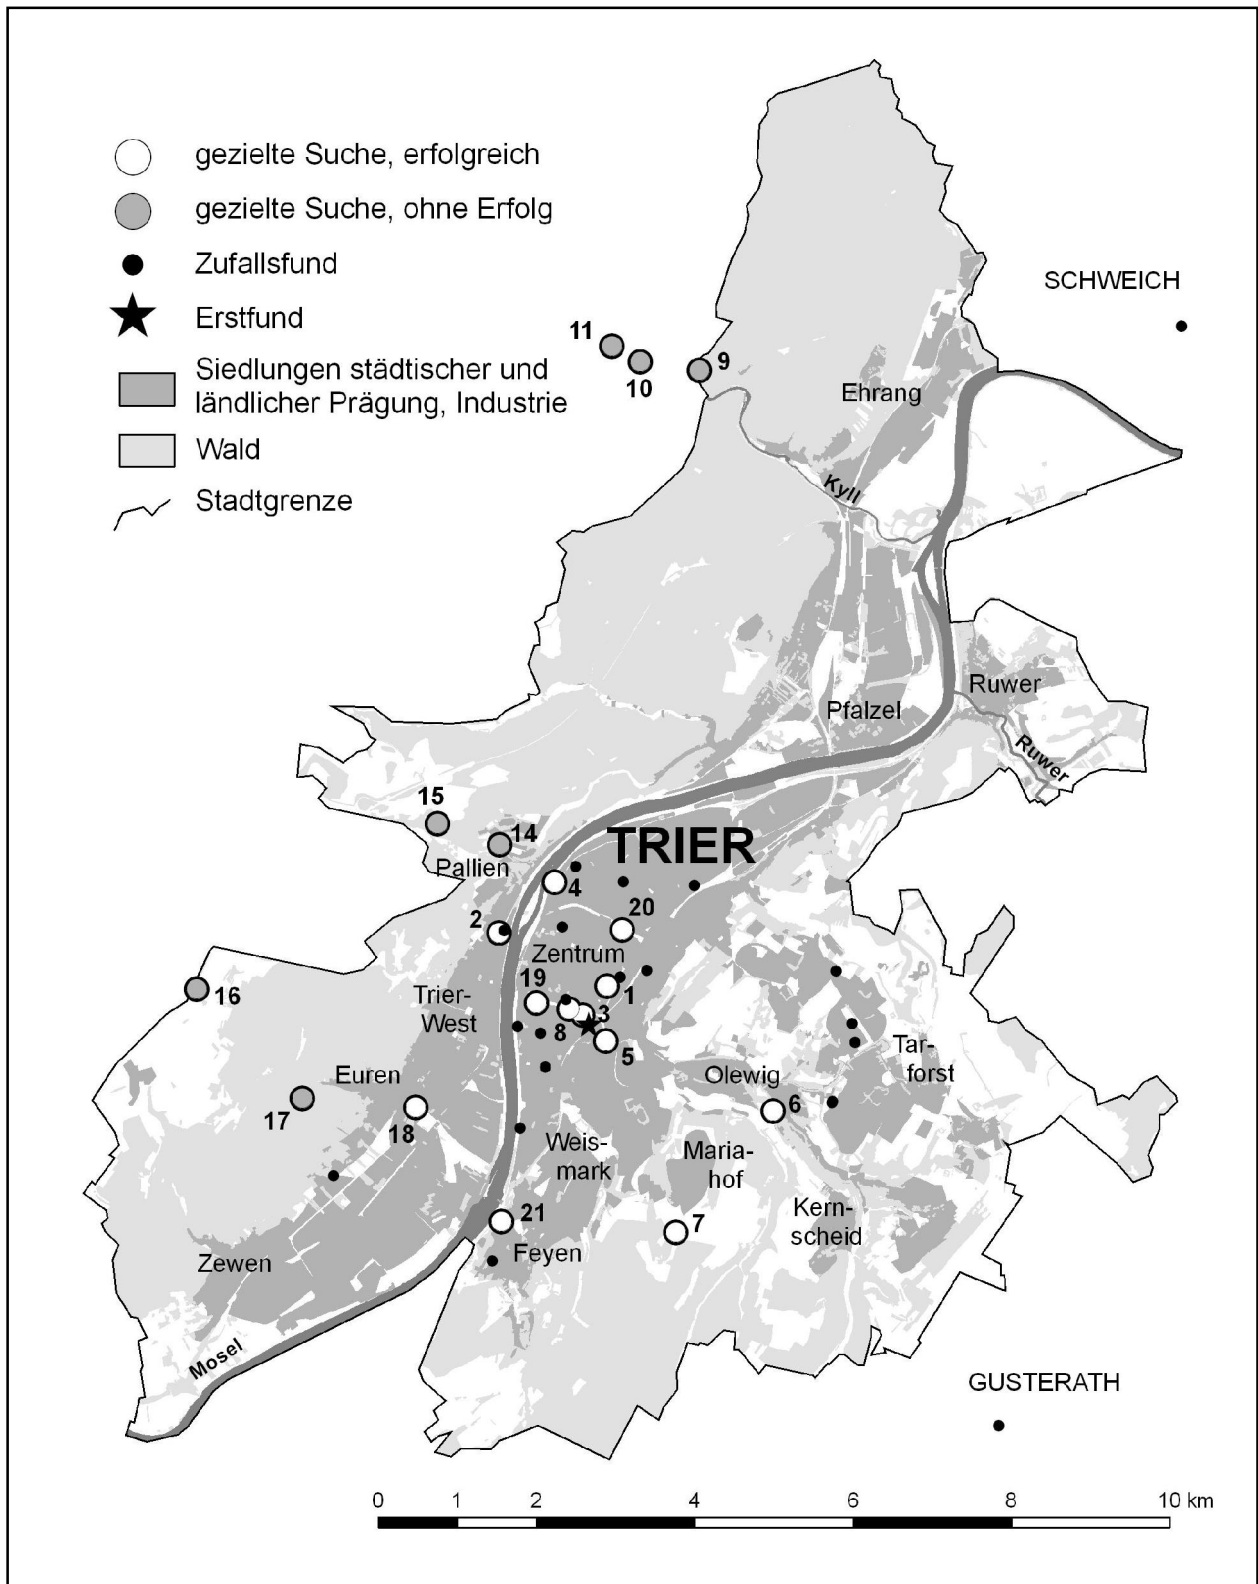 gezielte Suche, erfolgreich
gezielte Suche, ohne Erfolg
Zufallsfund
Erstfund
Siedlungen städtischer und
ländlicher Prägung, Industrie
Wald
Stadtgrenze
SCHWEICH
11
10
9
Ehrang
Kyll
Ruwer
Pfalzel
Ruwer
15
14
TRIER
Pallien
4
2
20
Zentrum
16
19
1
Trier-
West
3
8
5
Tar-
forst
Euren
Olewig
6
17
18
Weis-
mark
Maria-
hof
Kern-
scheid
21
7
Feyen
Zewen
Mosel
GUSTERATH
0 1 2 4 6 8 10 km